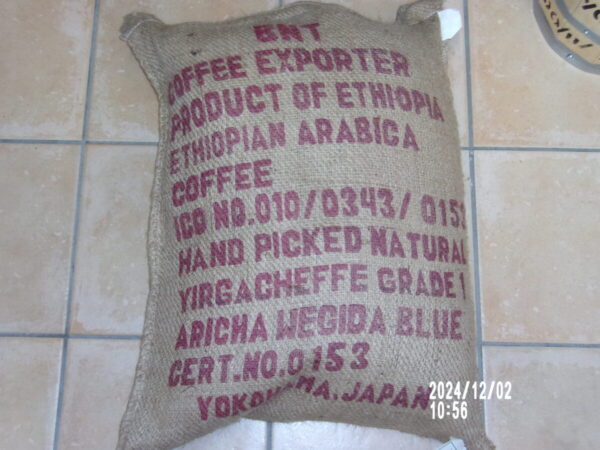 BNT
COFFEE EXPORTER
PRODUCT OF ETHIOPIA
ETHIOPIAN ARABICA
COFFEE
ICO NO.010/0343/0153
HAND PICKED NATURAL
YIRGACHEFFE GRADE 1
ARICHA WEGIDA BLUE
CERT.NO.0153
YOKOHAMA, JAPAN
2024/12/02
10:56